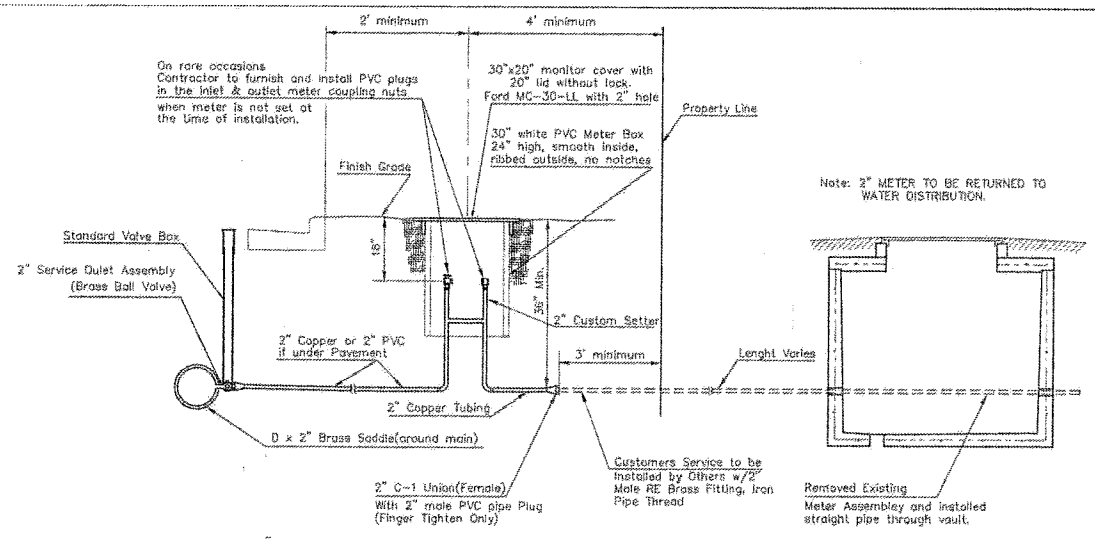 2' minimum
4' minimum
On rare occasions
Contractor to furnish and install PVC plugs
in the inlet & outlet meter coupling nuts
when meter is not set at
the time of installation.
30"x20" monitor cover with
20" lid without lock.
Ford MC-30-LL with 2" hole
Property Line
30" white PVC Meter Box
24" high, smooth inside,
ribbed outside, no notches
Finish Grade
Note: 2" METER TO BE RETURNED TO
WATER DISTRIBUTION.
Standard Valve Box
18"
2" Service Oulet Assembly
(Brass Ball Valve)
36" Min.
2" Custom Setter
2" Copper or 2" PVC
if under Pavement
3' minimum
Lenght Varies
2" Copper Tubing
D x 2" Brass Saddle(around main)
2" C-1 Union(Female)
With 2" male PVC pipe Plug
(Finger Tighten Only)
Customers Service to be
Installed by Others w/2"
Male RE Brass Fitting, Iron
Pipe Thread
Removed Existing
Meter Assembley and installed
straight pipe through vault.